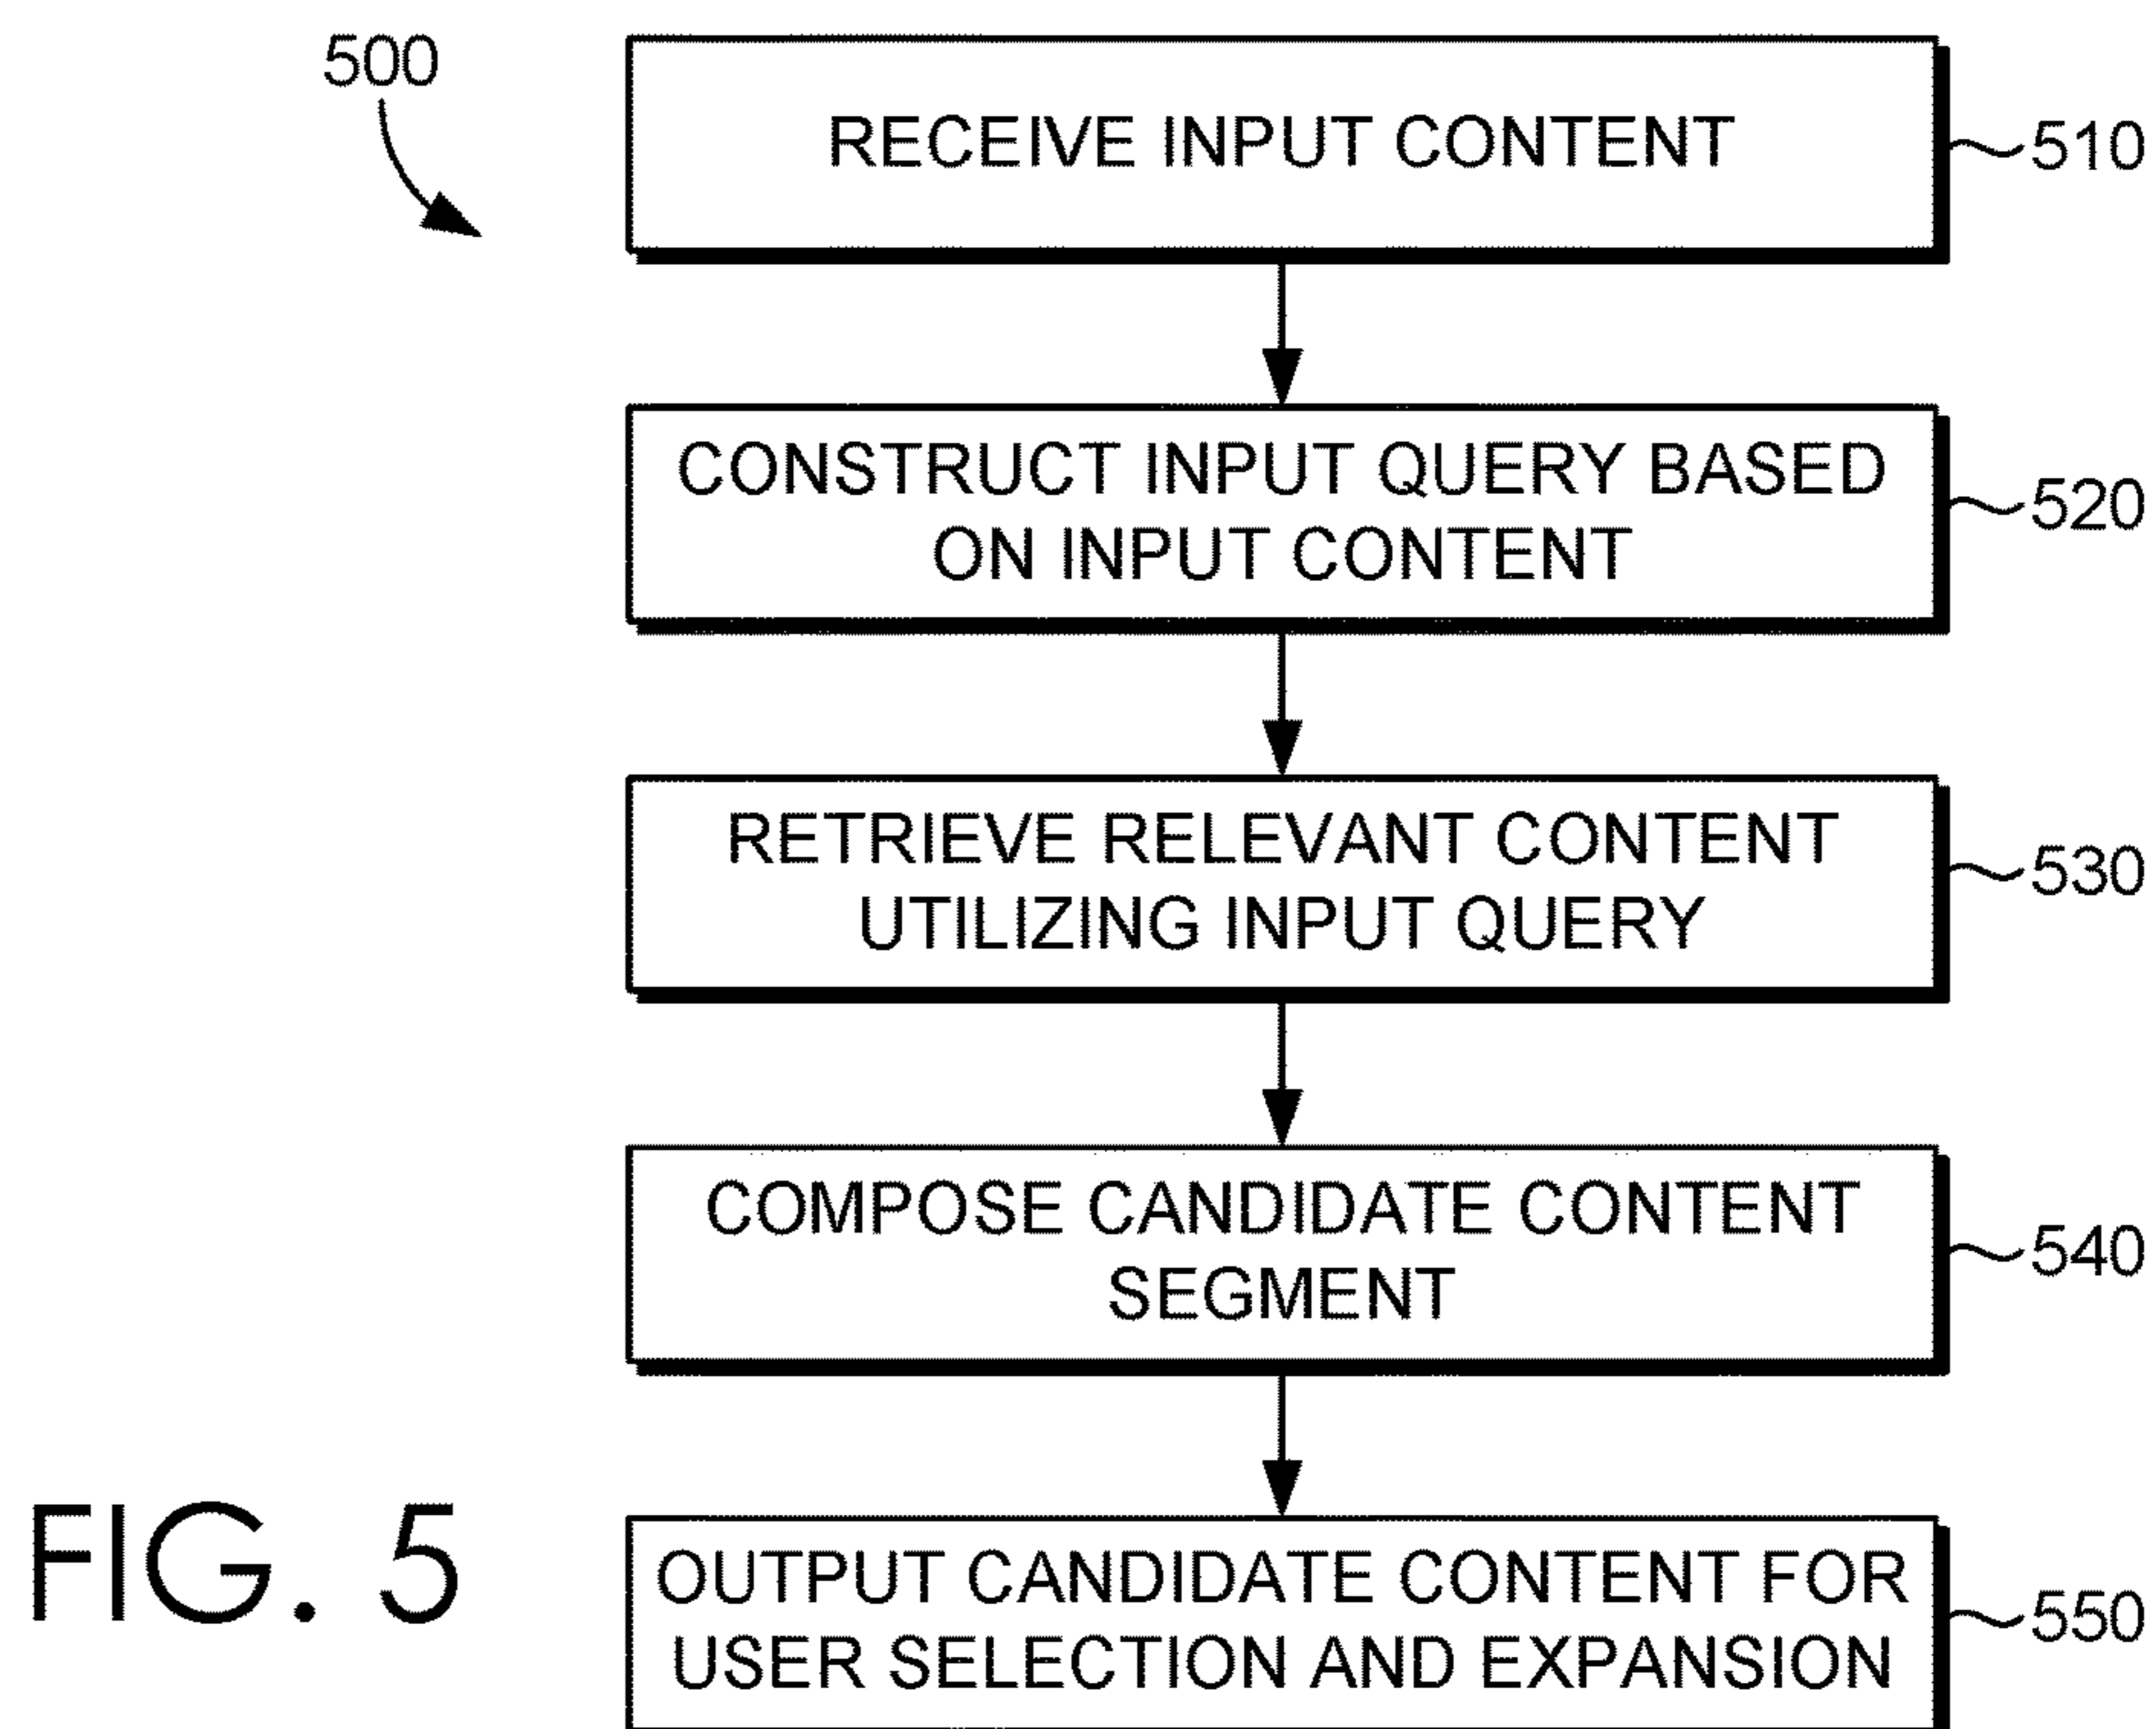 500
RECEIVE INPUT CONTENT
510
CONSTRUCT INPUT QUERY BASED
ON INPUT CONTENT
520
RETRIEVE RELEVANT CONTENT
UTILIZING INPUT QUERY
530
COMPOSE CANDIDATE CONTENT
SEGMENT
540
OUTPUT CANDIDATE CONTENT FOR
USER SELECTION AND EXPANSION
550
FIG. 5